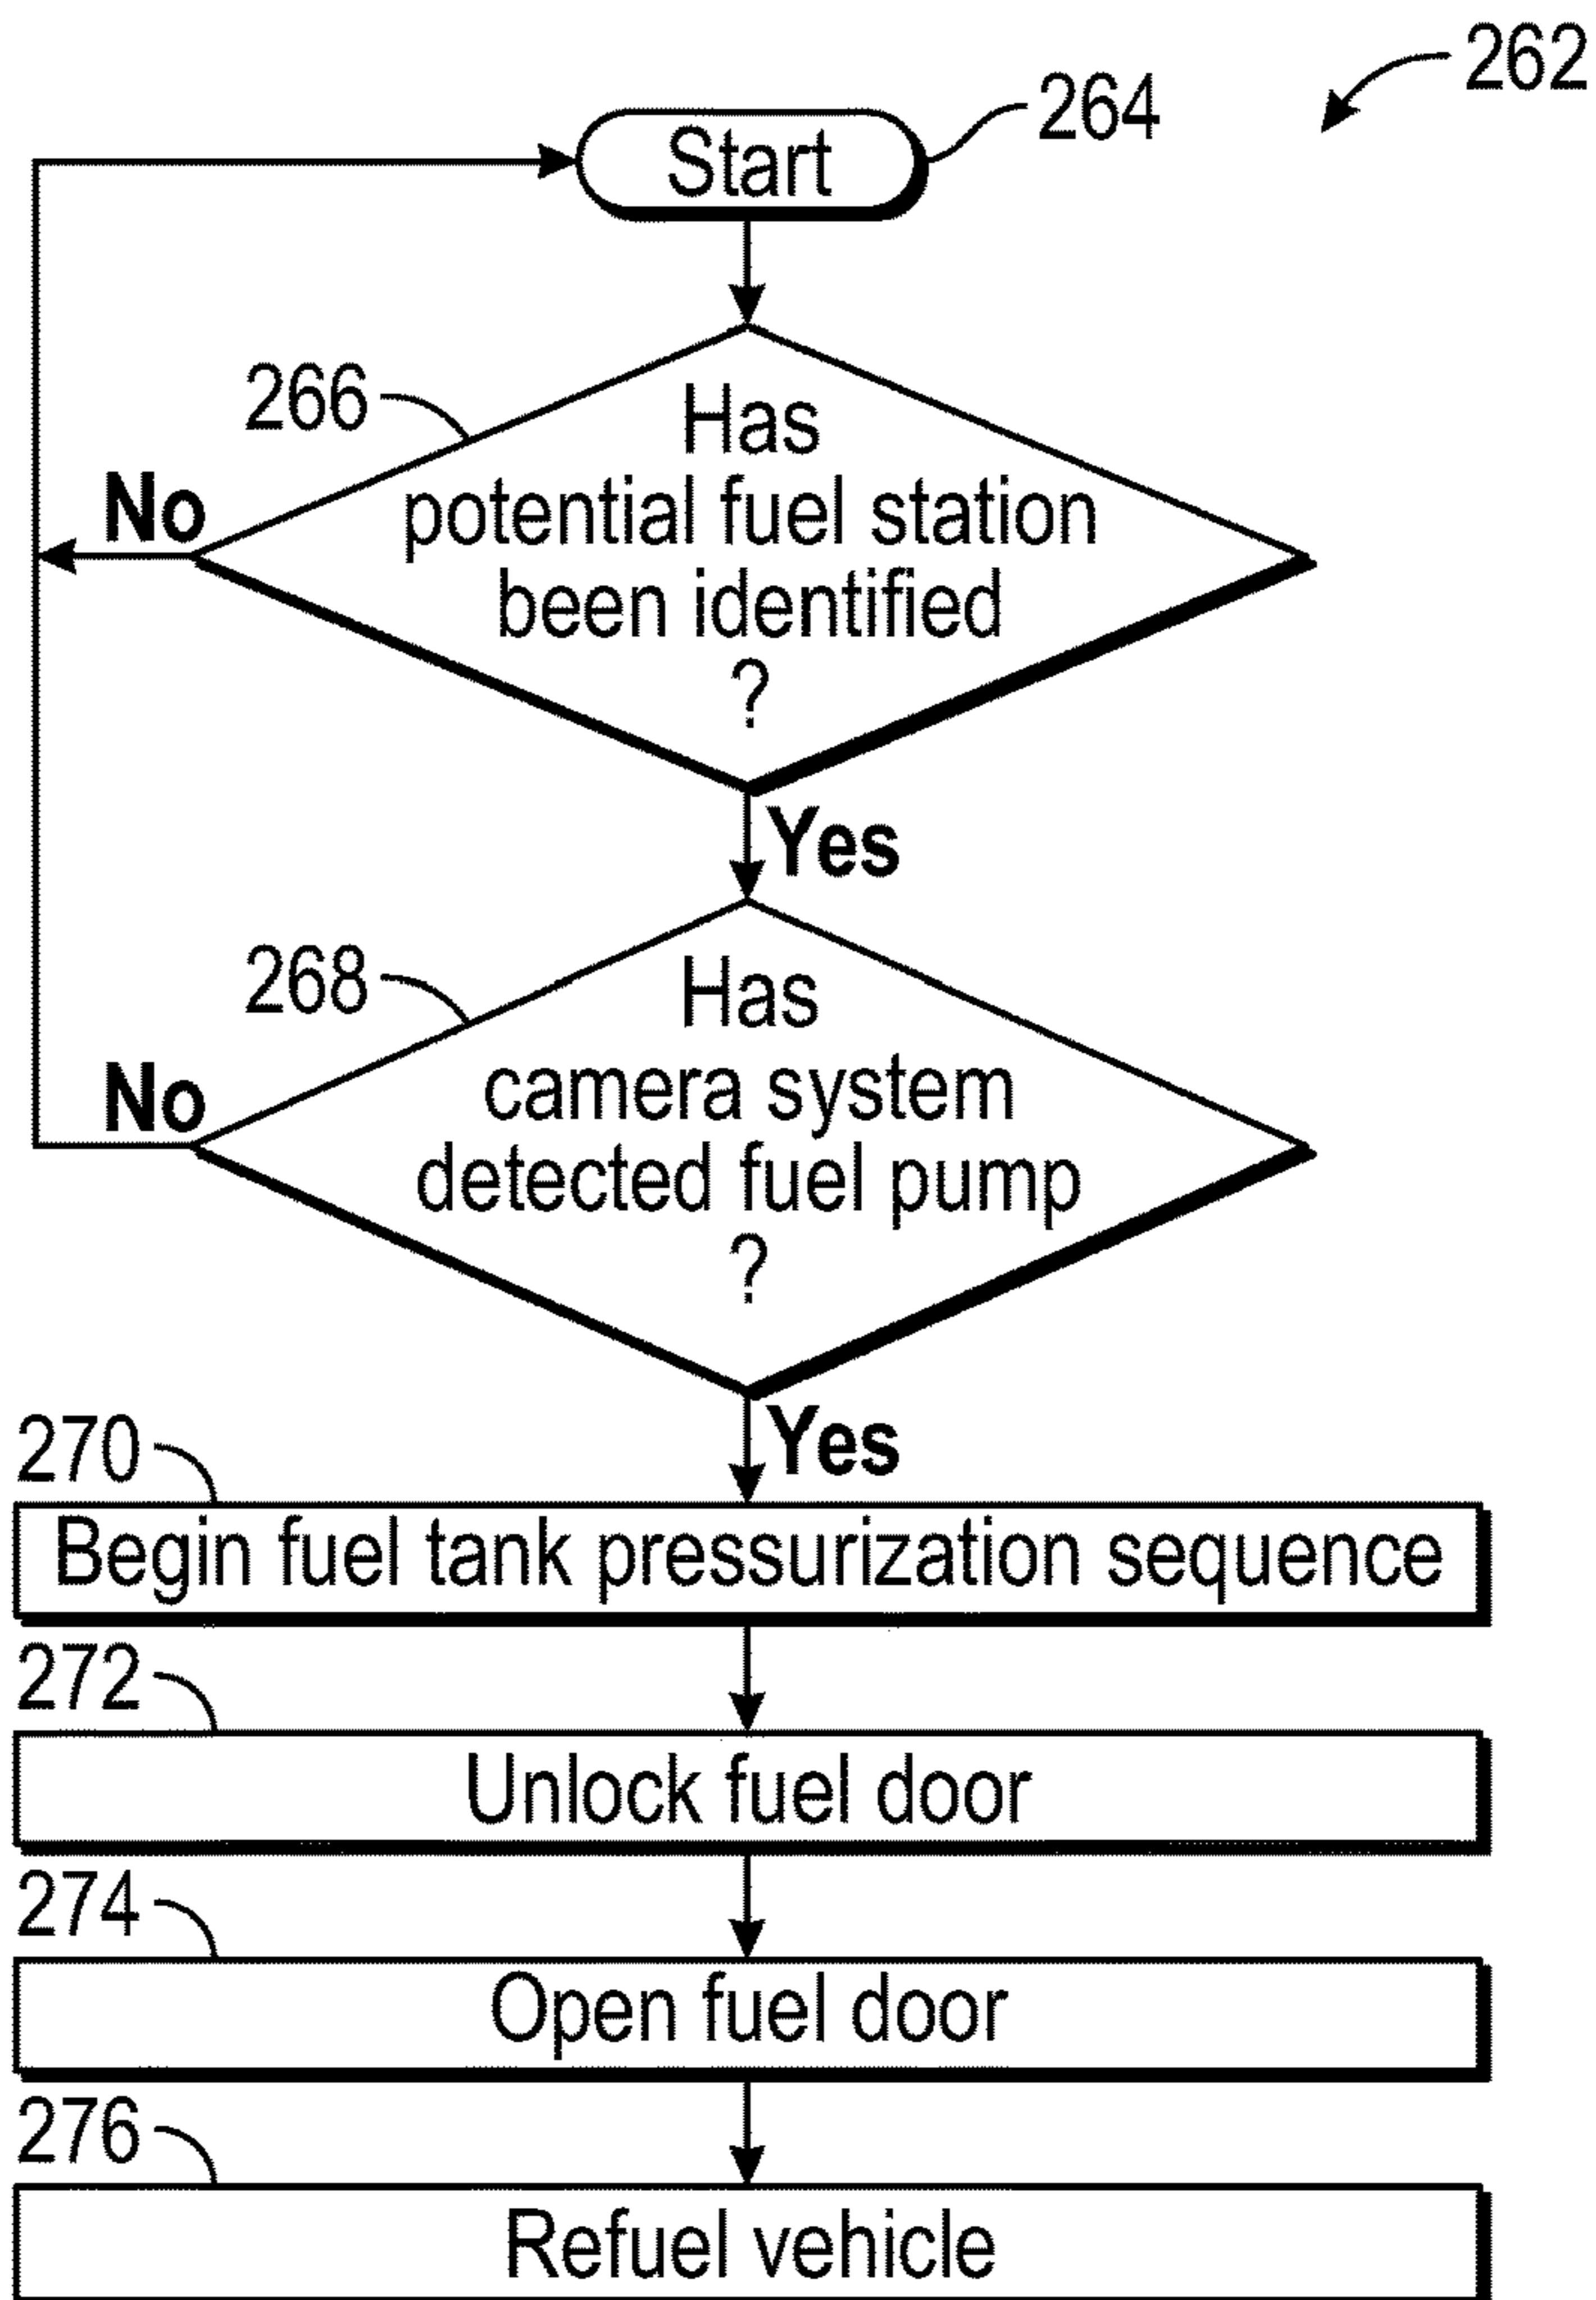 262
264
Start
266
Has
potential fuel station
been identified
?
No
Yes
268
Has
camera system
detected fuel pump
?
No
Yes
270
Begin fuel tank pressurization sequence
272
Unlock fuel door
274
Open fuel door
276
Refuel vehicle